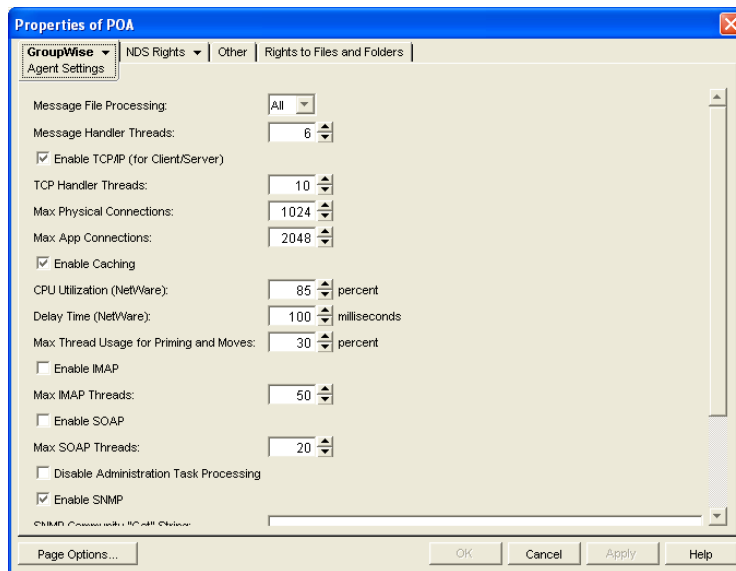 Properties of POA
GroupWise NDS Rights Other Rights to Files and Folders
Agent Settings
Message File Processing: All
Message Handler Threads: 6
Enable TCP/IP (for Client/Server)
TCP Handler Threads: 10
Max Physical Connections: 1024
Max App Connections: 2048
Enable Caching
CPU Utilization (NetWare): 85 percent
Delay Time (NetWare): 100 milliseconds
Max Thread Usage for Priming and Moves: 30 percent
Enable IMAP
Max IMAP Threads: 50
Enable SOAP
Max SOAP Threads: 20
Disable Administration Task Processing
Enable SNMP
SNMP Community "Get" String:
Page Options... OK Cancel Apply Help